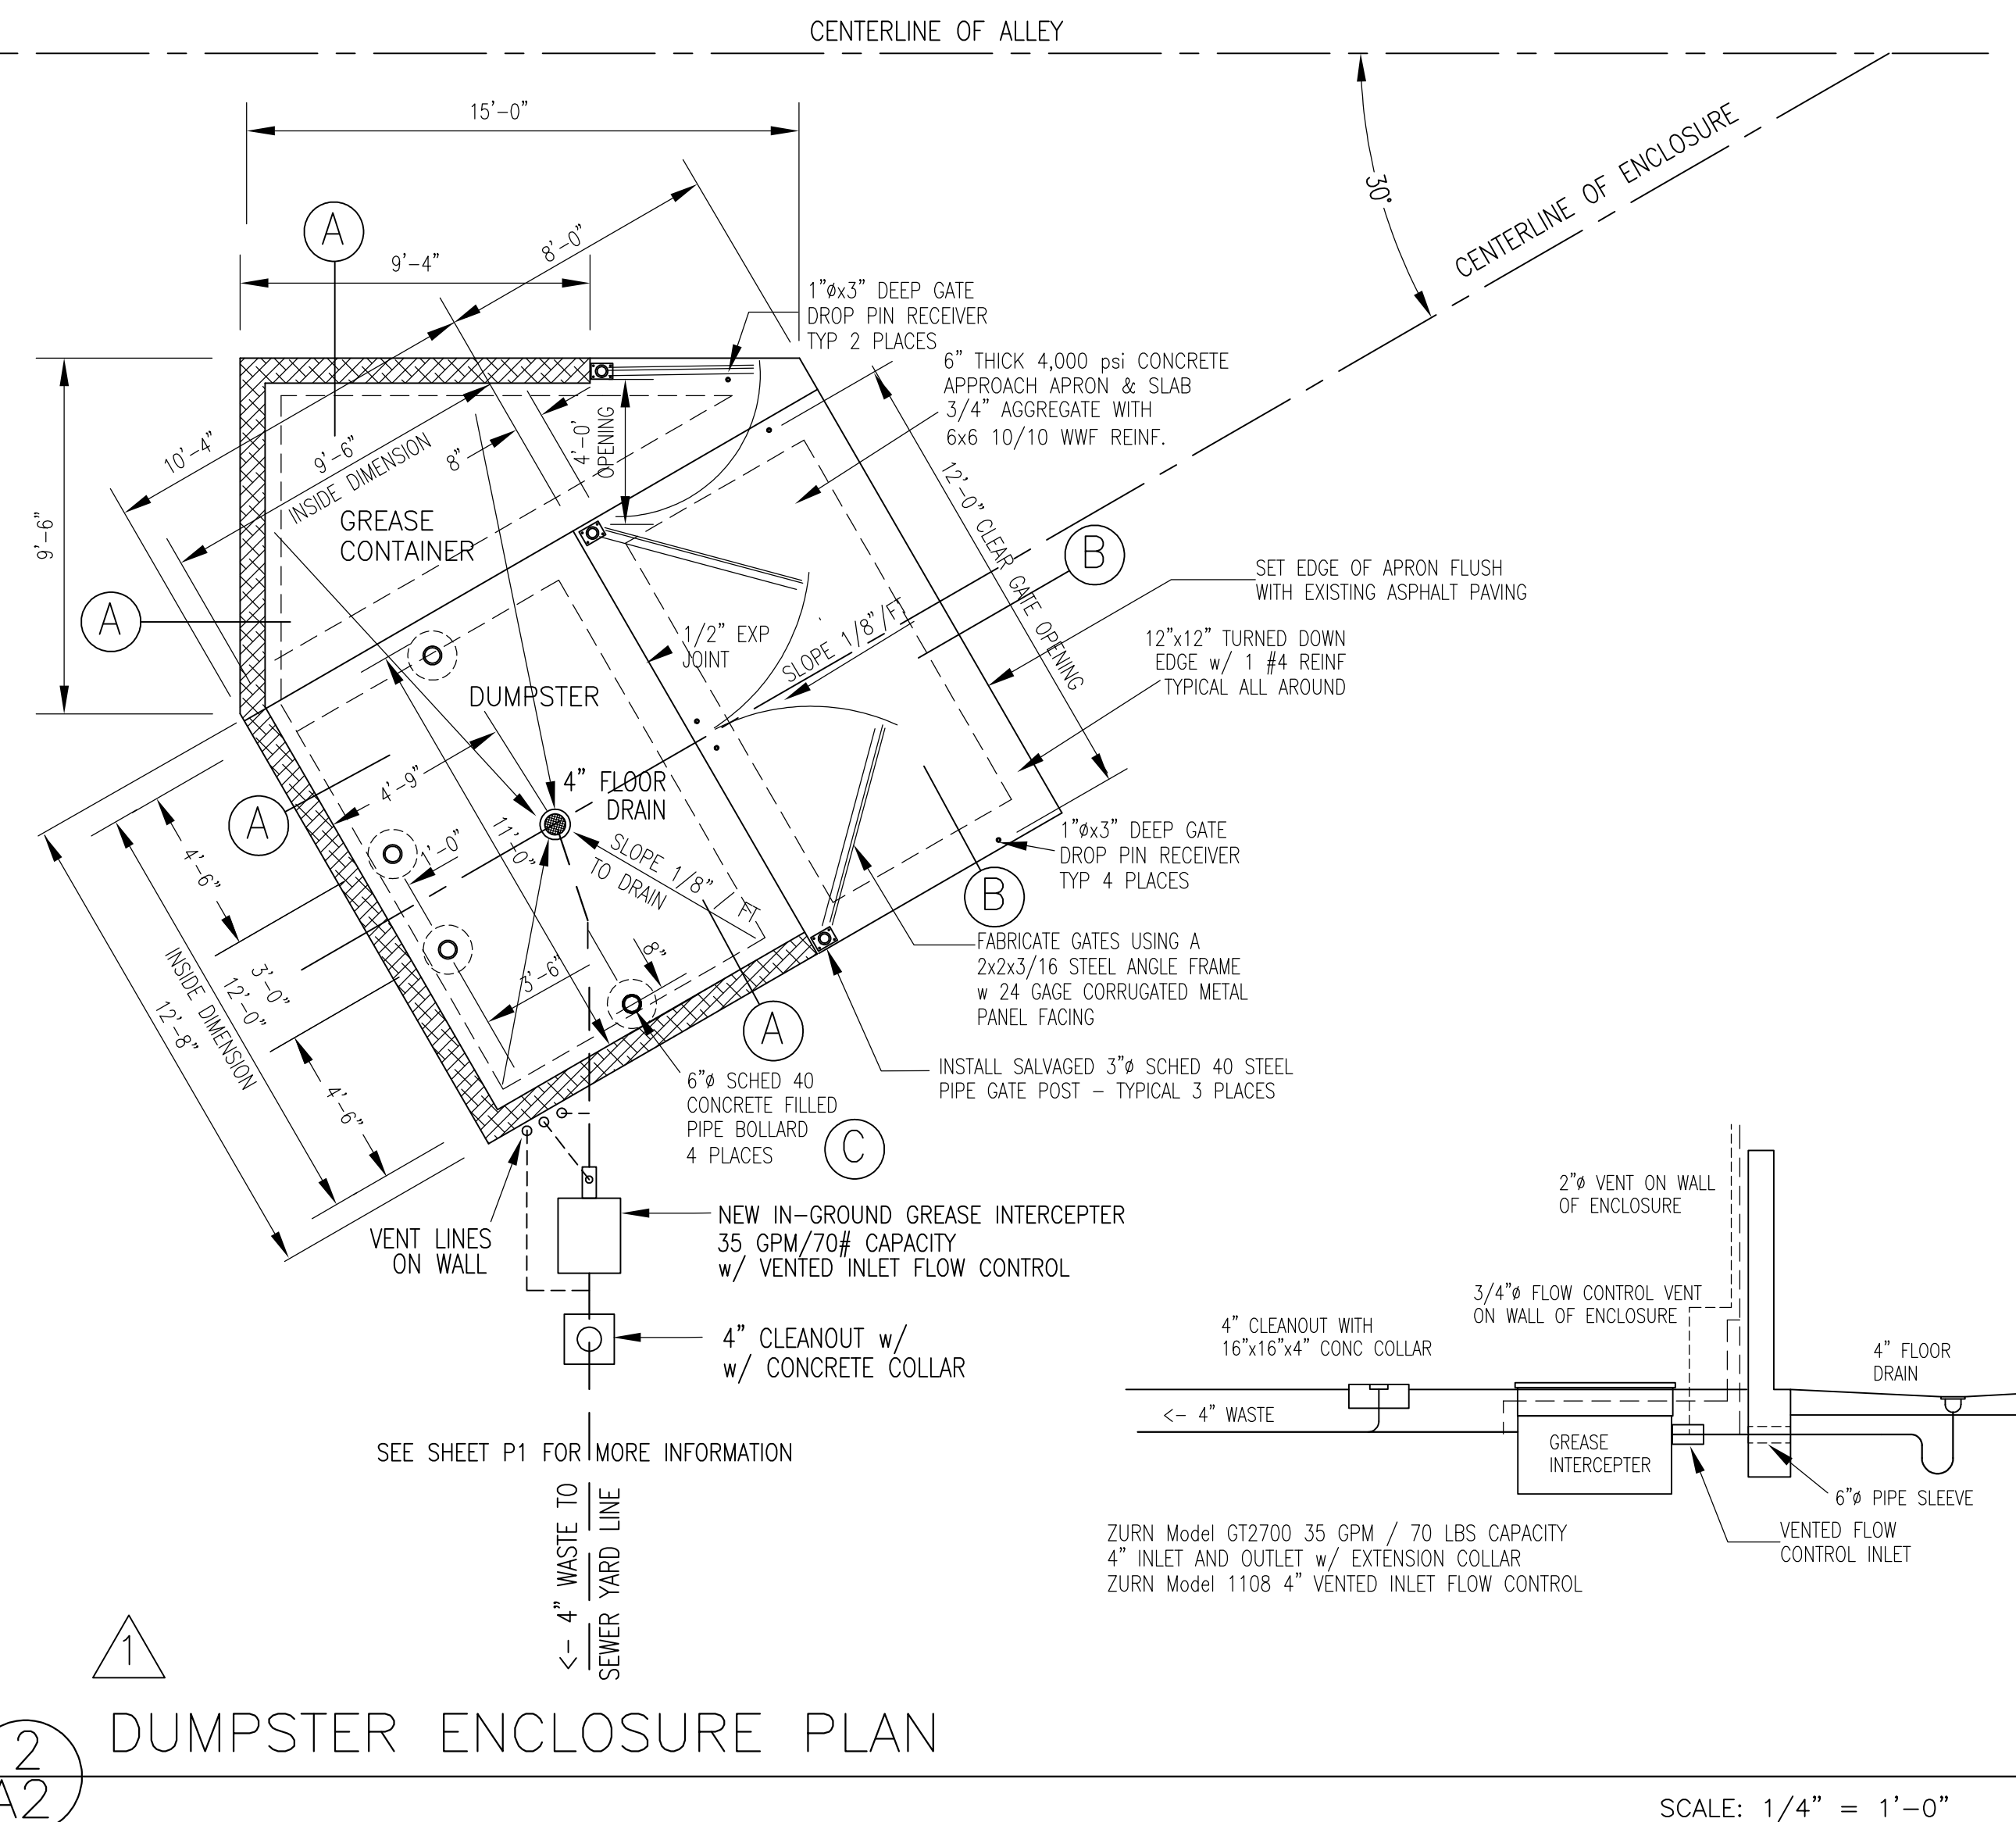 CENTERLINE OF ALLEY
15'-0"
30°
CENTERLINE OF ENCLOSURE
A
8'-0"
9'-4"
1"øx3" DEEP GATE
DROP PIN RECEIVER
TYP 2 PLACES
6" THICK 4,000 psi CONCRETE
APPROACH APRON & SLAB
3/4" AGGREGATE WITH
6x6 10/10 WWF REINF.
10'-4"
9'-6"
INSIDE DIMENSION
8"
4'-0'
OPENING
12'-0" CLEAR GATE OPENING
9'-6"
GREASE
CONTAINER
B
SET EDGE OF APRON FLUSH
WITH EXISTING ASPHALT PAVING
A
1/2" EXP
JOINT
SLOPE 1/8"/FT
12"x12" TURNED DOWN
EDGE w/ 1 #4 REINF
TYPICAL ALL AROUND
DUMPSTER
4'-9"
4" FLOOR
DRAIN
A
11'-0"
1'-0"
SLOPE 1/8" / FT
TO DRAIN
1"øx3" DEEP GATE
DROP PIN RECEIVER
TYP 4 PLACES
B
4'-6"
FABRICATE GATES USING A
2x2x3/16 STEEL ANGLE FRAME
w 24 GAGE CORRUGATED METAL
PANEL FACING
3'-6"
8"
3'-0"
12'-0"
INSIDE DIMENSION
12'-8"
A
4'-6"
INSTALL SALVAGED 3"ø SCHED 40 STEEL
PIPE GATE POST - TYPICAL 3 PLACES
6"ø SCHED 40
CONCRETE FILLED
PIPE BOLLARD
4 PLACES
C
VENT LINES
ON WALL
NEW IN-GROUND GREASE INTERCEPTER
35 GPM/70# CAPACITY
w/ VENTED INLET FLOW CONTROL
4" CLEANOUT w/
w/ CONCRETE COLLAR
SEE SHEET P1 FOR MORE INFORMATION
<- 4" WASTE TO
SEWER YARD LINE
2"ø VENT ON WALL
OF ENCLOSURE
3/4"ø FLOW CONTROL VENT
ON WALL OF ENCLOSURE
4" CLEANOUT WITH
16"x16"x4" CONC COLLAR
4" FLOOR
DRAIN
<- 4" WASTE
GREASE
INTERCEPTER
6"ø PIPE SLEEVE
VENTED FLOW
CONTROL INLET
ZURN Model GT2700 35 GPM / 70 LBS CAPACITY
4" INLET AND OUTLET w/ EXTENSION COLLAR
ZURN Model 1108 4" VENTED INLET FLOW CONTROL
1
2
A2
DUMPSTER ENCLOSURE PLAN
SCALE: 1/4" = 1'-0"